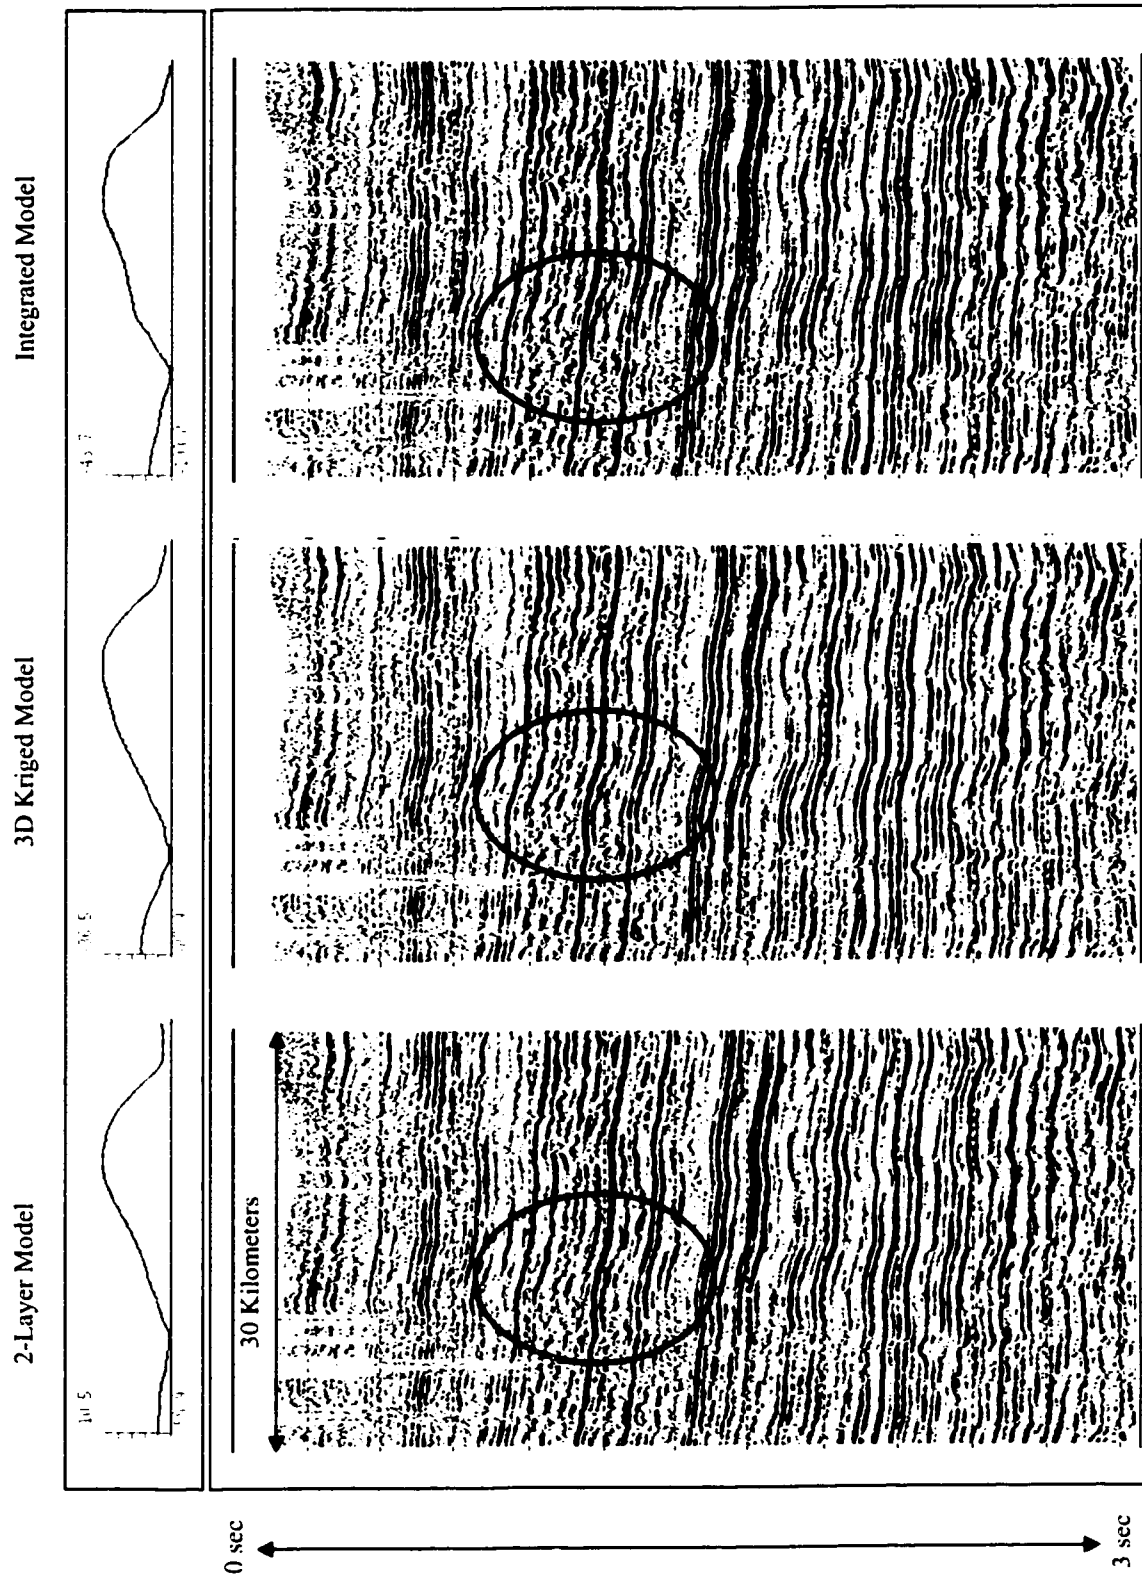 2-Layer Model
3D Kriged Model
Integrated Model
30 Kilometers
0 sec
3 sec